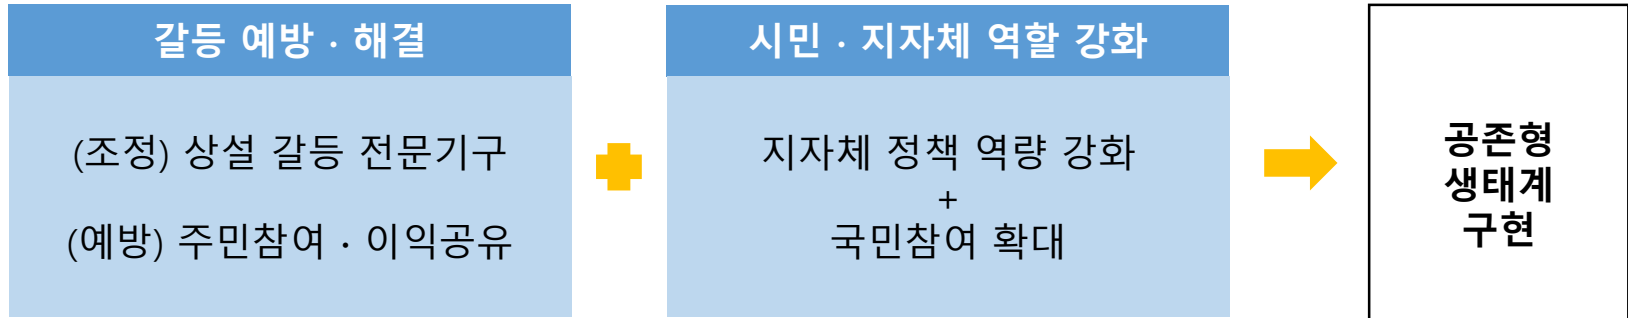 갈등 예방 · 해결
(조정) 상설 갈등 전문기구
(예방) 주민참여 · 이익공유
시민 · 지자체 역할 강화
지자체 정책 역량 강화
+
국민참여 확대
공존형
생태계
구현